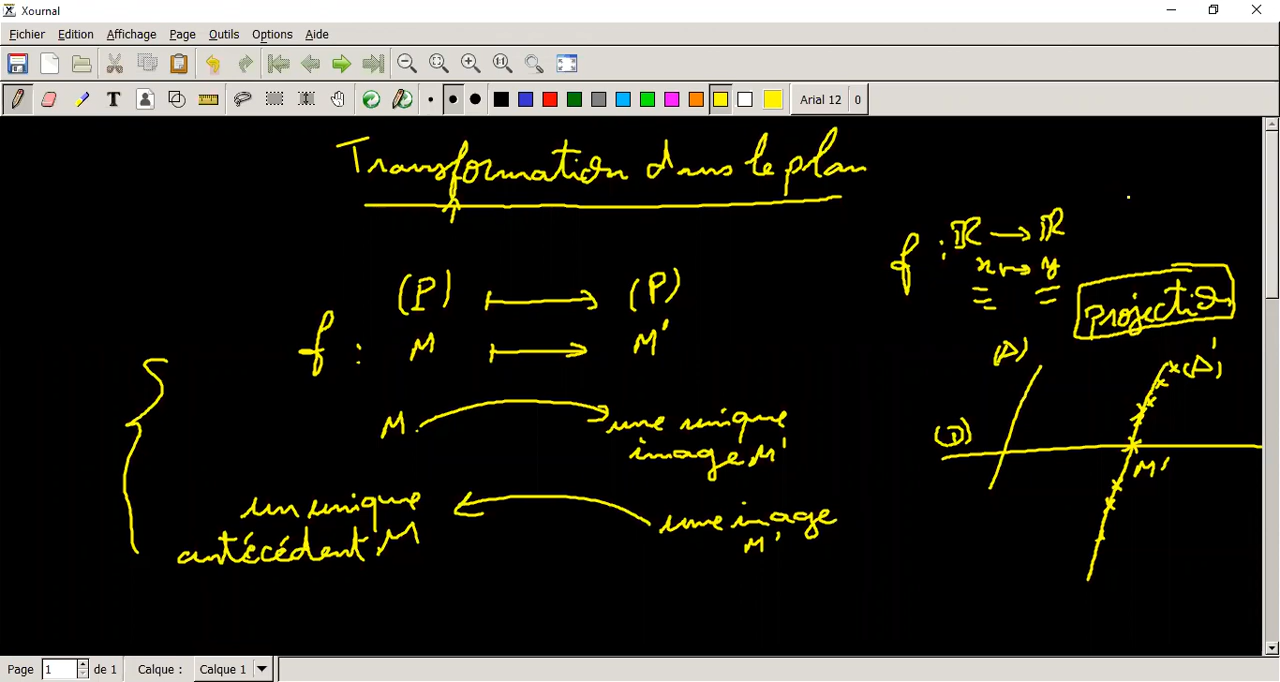 Xournal
Fichier Edition Affichage Page Outils Options Aide
Arial 12 0
Transformation dans le plan
f : ℝ → ℝ
x ↦ y
projection
(P) ↦ (P)
f : M ↦ M'
M une unique
image M'
un unique
antécédent M
une image
M'
(Δ) (Δ')
(D)
M'
Page 1 de 1 Calque : Calque 1